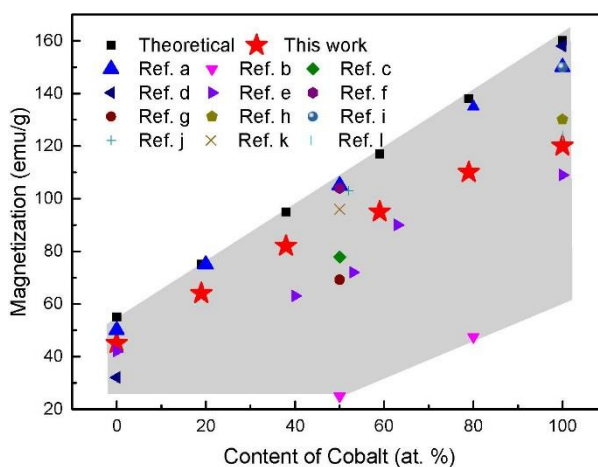 Magnetization (emu/g)
160
140
120
100
80
60
40
20
Theoretical This work
Ref. a Ref. b Ref. c
Ref. d Ref. e Ref. f
Ref. g Ref. h Ref. i
Ref. j Ref. k Ref. l
0 20 40 60 80 100
Content of Cobalt (at. %)